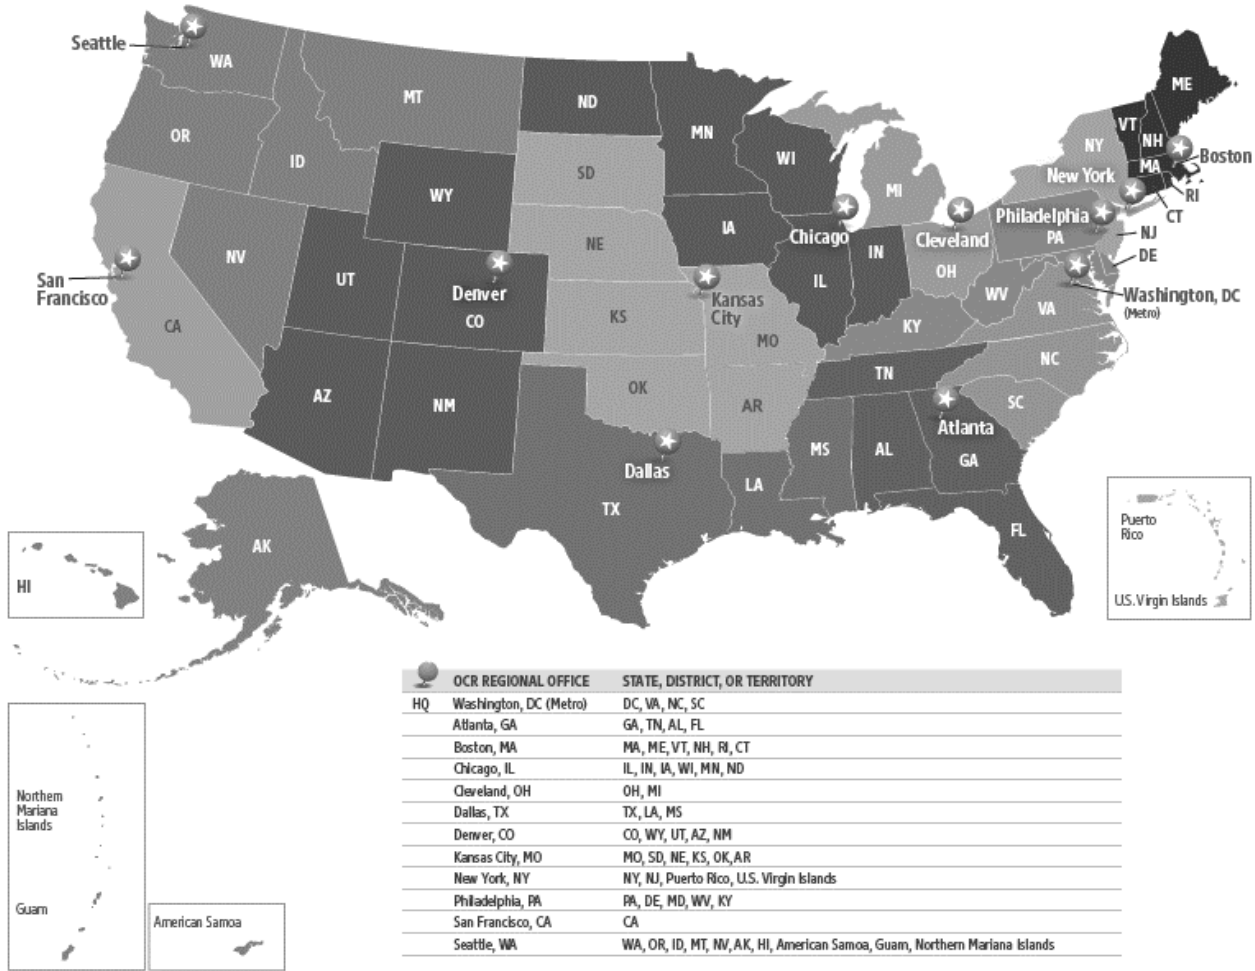 Seattle
WA
MT
ND
MN
ME
VT
NH
OR
ID
WY
SD
WI
MI
NY
MA
Boston
New York
RI
CT
Philadelphia
PA
NJ
DE
San
Francisco
NV
UT
Denver
CO
NE
IA
Chicago
IL
IN
Cleveland
OH
WV
VA
Washington, DC
(Metro)
CA
KS
Kansas
City
MO
KY
NC
AZ
NM
OK
AR
TN
SC
Atlanta
Dallas
TX
LA
MS
AL
GA
FL
AK
HI
Puerto
Rico
U.S. Virgin Islands
Northern
Mariana
Islands
Guam
American Samoa
OCR REGIONAL OFFICE STATE, DISTRICT, OR TERRITORY
HQ Washington, DC (Metro) DC, VA, NC, SC
Atlanta, GA GA, TN, AL, FL
Boston, MA MA, ME, VT, NH, RI, CT
Chicago, IL IL, IN, IA, WI, MN, ND
Cleveland, OH OH, MI
Dallas, TX TX, LA, MS
Denver, CO CO, WY, UT, AZ, NM
Kansas City, MO MO, SD, NE, KS, OK, AR
New York, NY NY, NJ, Puerto Rico, U.S. Virgin Islands
Philadelphia, PA PA, DE, MD, WV, KY
San Francisco, CA CA
Seattle, WA WA, OR, ID, MT, NV, AK, HI, American Samoa, Guam, Northern Mariana Islands